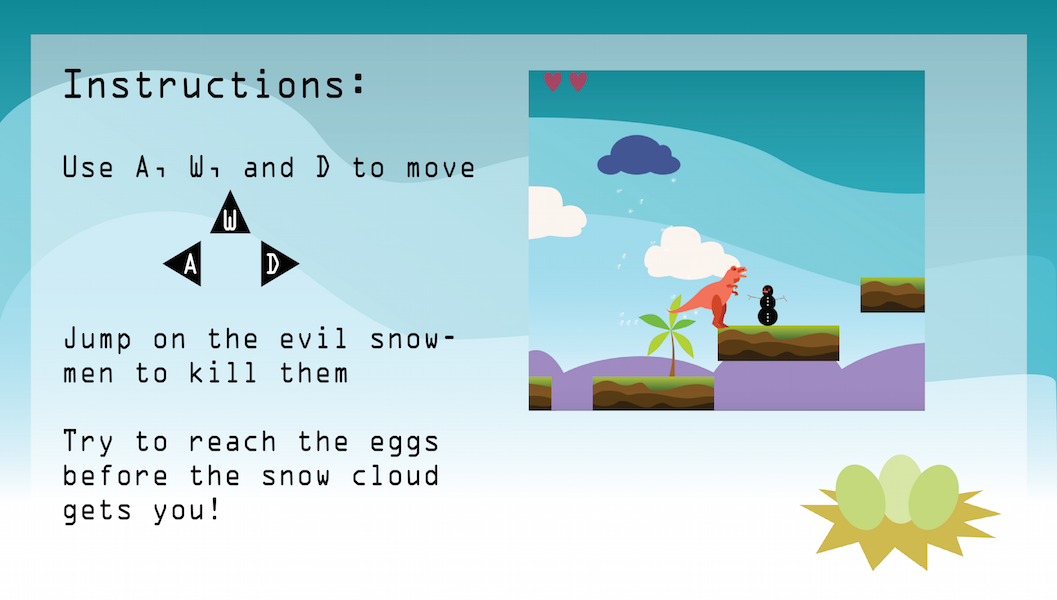 Instructions:
Use A, W, and D to move
W
A D
Jump on the evil snow-
men to kill them
Try to reach the eggs
before the snow cloud
gets you!